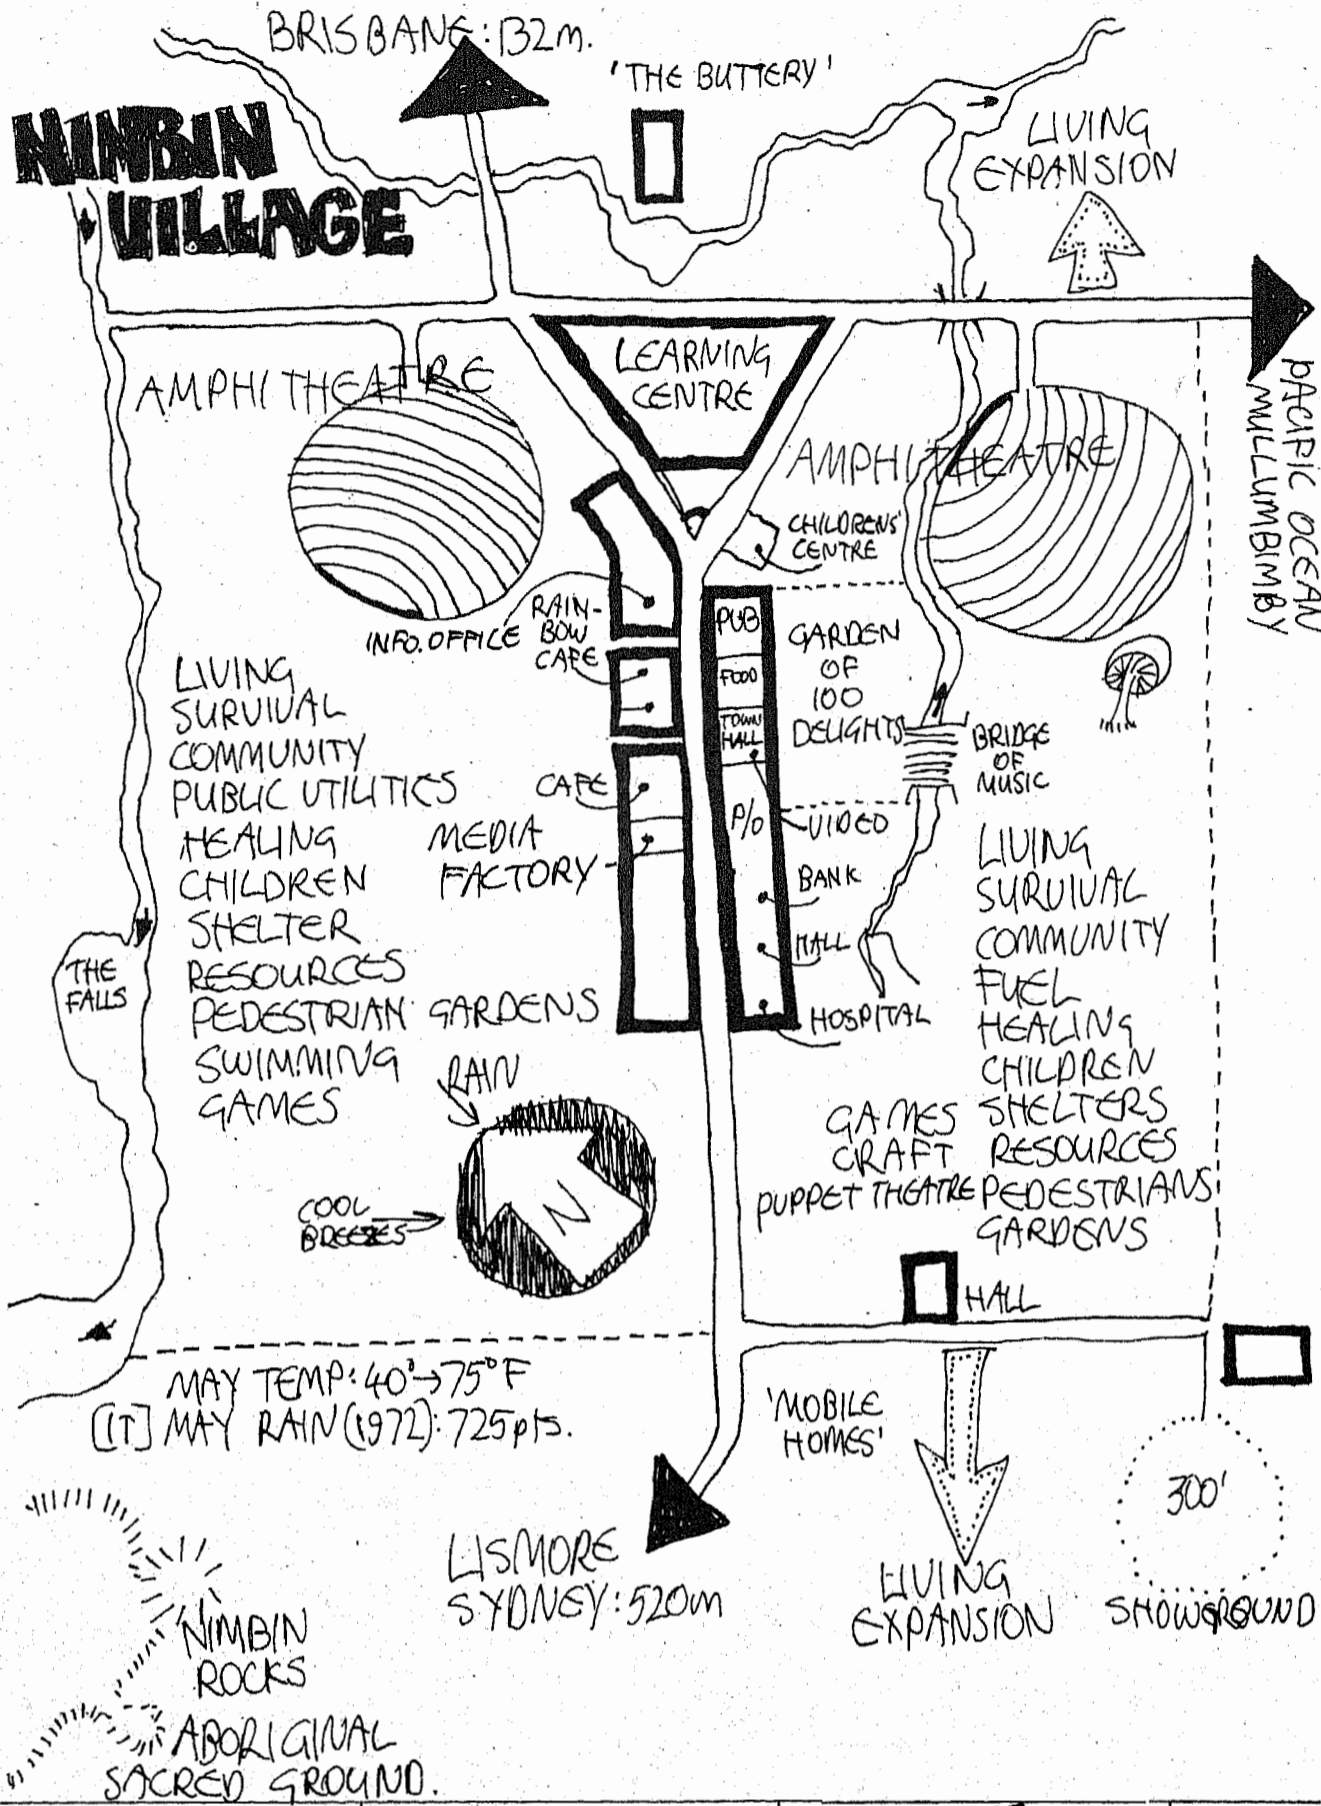 BRISBANE: 132m.
'THE BUTTERY'
NIMBIN
VILLAGE
LIVING
EXPANSION
LEARNING
CENTRE
AMPHITHEATRE
AMPHITHEATRE
PACIFIC OCEAN
MULLUMBIMBY
CHILDRENS'
CENTRE
INFO. OFFICE
RAIN-
BOW
CAFE
PUB
FOOD
TOWN
HALL
P/O
GARDEN
OF
100
DELIGHTS
BRIDGE
OF
MUSIC
LIVING
SURVIVAL
COMMUNITY
PUBLIC UTILITIES
HEALING
CHILDREN
SHELTER
RESOURCES
PEDESTRIAN GARDENS
SWIMMING
GAMES
CAFE
MEDIA
FACTORY
VIDEO
BANK
HALL
HOSPITAL
THE
FALLS
LIVING
SURVIVAL
COMMUNITY
FUEL
HEALING
CHILDREN
GAMES SHELTERS
CRAFT RESOURCES
PUPPET THEATRE PEDESTRIANS
GARDENS
RAIN
COOL
BREEZES
N
HALL
MAY TEMP: 40°→75°F
[IT] MAY RAIN (1972): 725pts.
'MOBILE
HOMES'
300'
LISMORE
SYDNEY: 520m
LIVING
EXPANSION
SHOWGROUND
NIMBIN
ROCKS
ABORIGINAL
SACRED GROUND.